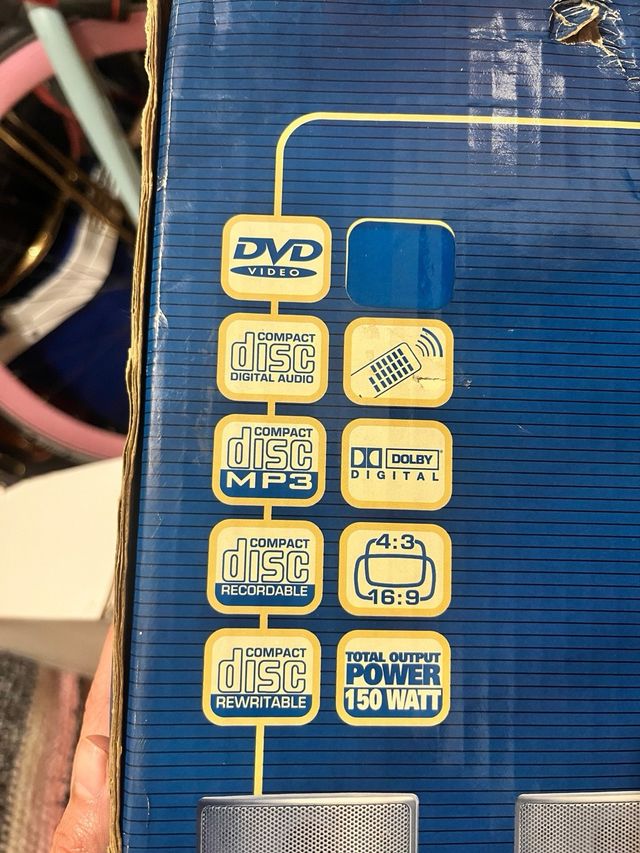 DVD
VIDEO
COMPACT
disc
DIGITAL AUDIO
COMPACT
disc
MP3
COMPACT
disc
RECORDABLE
COMPACT
disc
REWRITABLE
DOLBY
DIGITAL
4:3
16:9
TOTAL OUTPUT
POWER
150 WATT